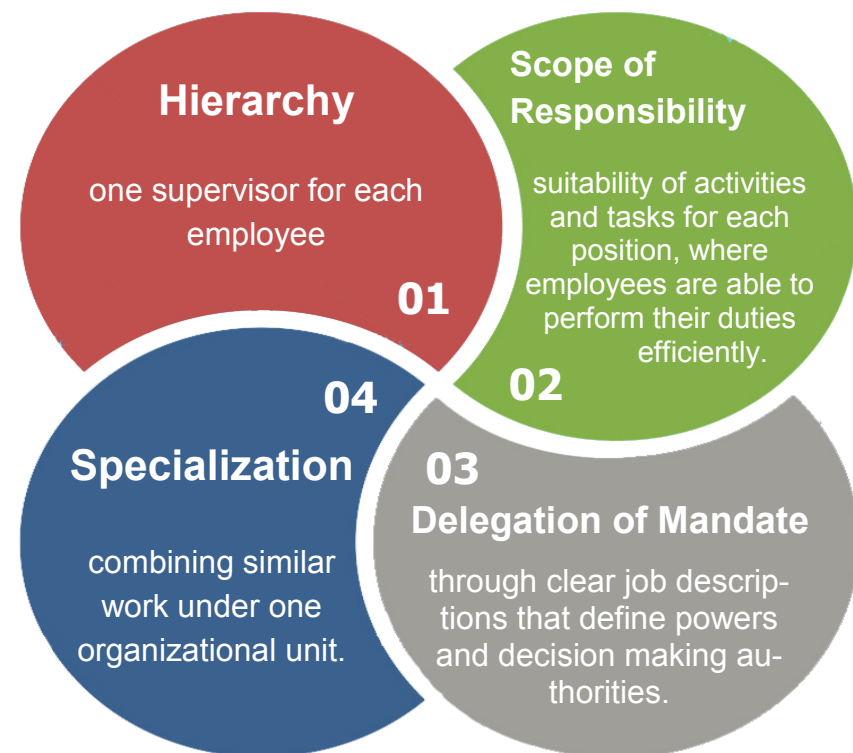 Hierarchy
one supervisor for each
employee
01
Scope of
Responsibility
suitability of activities
and tasks for each
position, where
employees are able to
perform their duties
efficiently.
02
03
Delegation of Mandate
through clear job descrip-
tions that define powers
and decision making au-
thorities.
04
Specialization
combining similar
work under one
organizational unit.